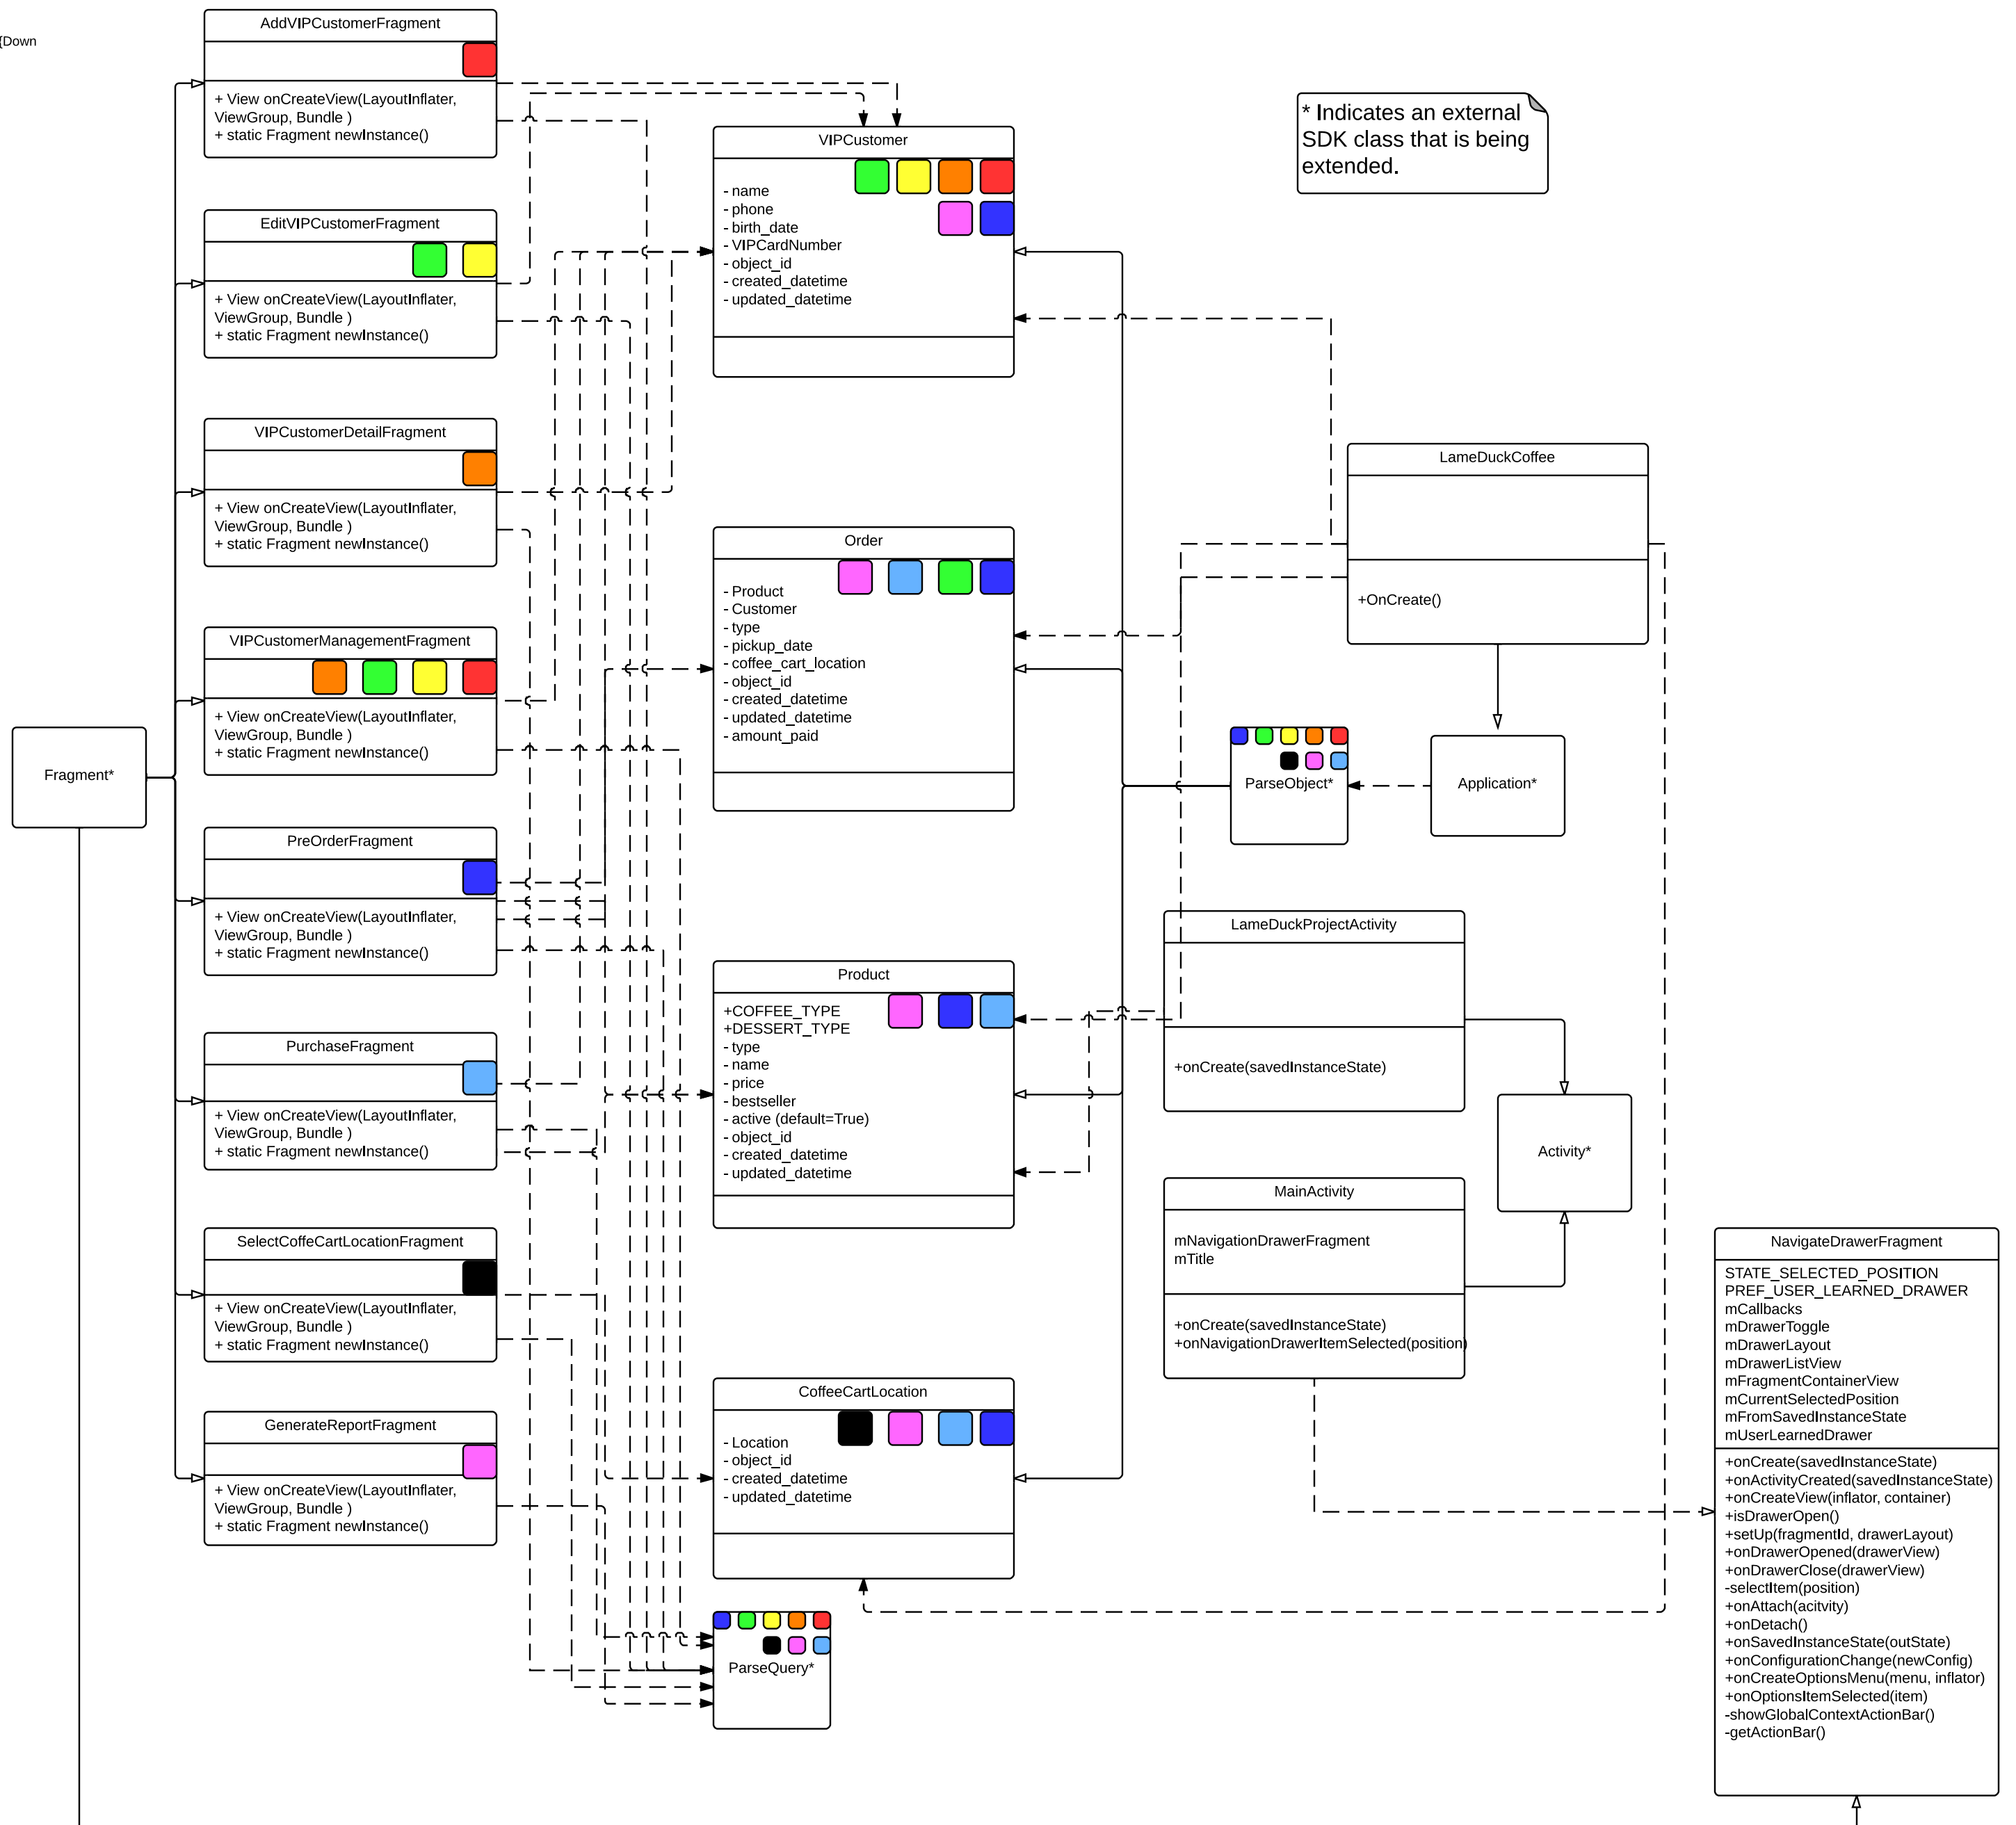 {Down
AddVIPCustomerFragment
+ View onCreateView(LayoutInflater,
ViewGroup, Bundle )
+ static Fragment newInstance()
EditVIPCustomerFragment
+ View onCreateView(LayoutInflater,
ViewGroup, Bundle )
+ static Fragment newInstance()
VIPCustomerDetailFragment
+ View onCreateView(LayoutInflater,
ViewGroup, Bundle )
+ static Fragment newInstance()
VIPCustomerManagementFragment
+ View onCreateView(LayoutInflater,
ViewGroup, Bundle )
+ static Fragment newInstance()
Fragment*
PreOrderFragment
+ View onCreateView(LayoutInflater,
ViewGroup, Bundle )
+ static Fragment newInstance()
PurchaseFragment
+ View onCreateView(LayoutInflater,
ViewGroup, Bundle )
+ static Fragment newInstance()
SelectCoffeCartLocationFragment
+ View onCreateView(LayoutInflater,
ViewGroup, Bundle )
+ static Fragment newInstance()
GenerateReportFragment
+ View onCreateView(LayoutInflater,
ViewGroup, Bundle )
+ static Fragment newInstance()
VIPCustomer
- name
- phone
- birth_date
- VIPCardNumber
- object_id
- created_datetime
- updated_datetime
Order
- Product
- Customer
- type
- pickup_date
- coffee_cart_location
- object_id
- created_datetime
- updated_datetime
- amount_paid
Product
+COFFEE_TYPE
+DESSERT_TYPE
- type
- name
- price
- bestseller
- active (default=True)
- object_id
- created_datetime
- updated_datetime
CoffeeCartLocation
- Location
- object_id
- created_datetime
- updated_datetime
ParseQuery*
* Indicates an external
SDK class that is being
extended.
LameDuckCoffee
+OnCreate()
ParseObject*
Application*
LameDuckProjectActivity
+onCreate(savedInstanceState)
Activity*
MainActivity
mNavigationDrawerFragment
mTitle
+onCreate(savedInstanceState)
+onNavigationDrawerItemSelected(position)
NavigateDrawerFragment
STATE_SELECTED_POSITION
PREF_USER_LEARNED_DRAWER
mCallbacks
mDrawerToggle
mDrawerLayout
mDrawerListView
mFragmentContainerView
mCurrentSelectedPosition
mFromSavedInstanceState
mUserLearnedDrawer
+onCreate(savedInstanceState)
+onActivityCreated(savedInstanceState)
+onCreateView(inflator, container)
+isDrawerOpen()
+setUp(fragmentId, drawerLayout)
+onDrawerOpened(drawerView)
+onDrawerClose(drawerView)
-selectItem(position)
+onAttach(acitvity)
+onDetach()
+onSavedInstanceState(outState)
+onConfigurationChange(newConfig)
+onCreateOptionsMenu(menu, inflator)
+onOptionsItemSelected(item)
-showGlobalContextActionBar()
-getActionBar()